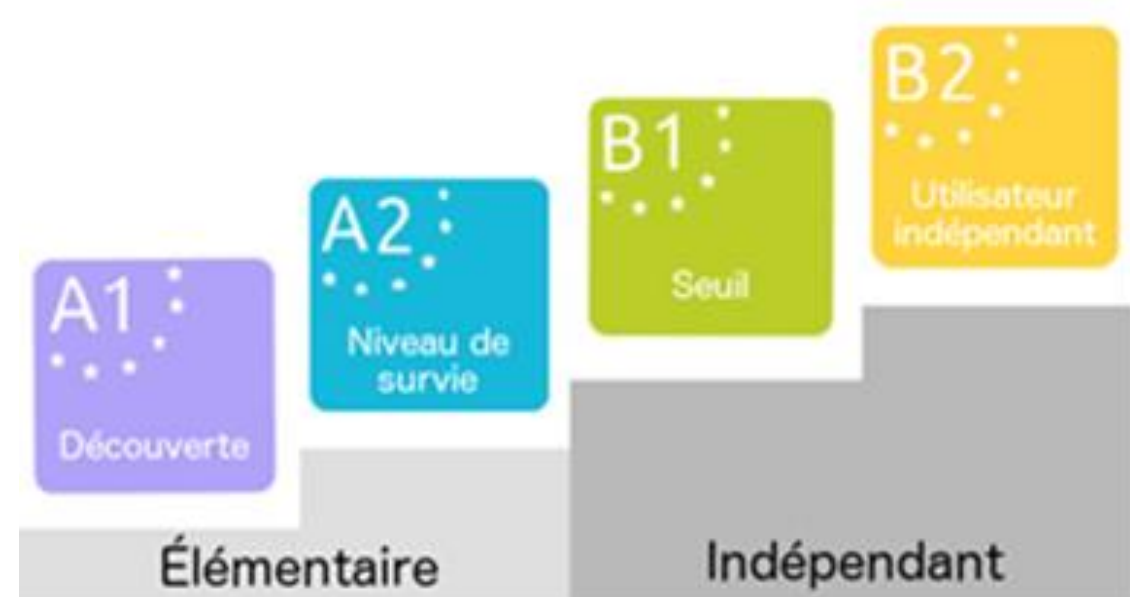 A1
Découverte
A2
Niveau de
survie
B1
Seuil
B2
Utilisateur
indépendant
Élémentaire
Indépendant